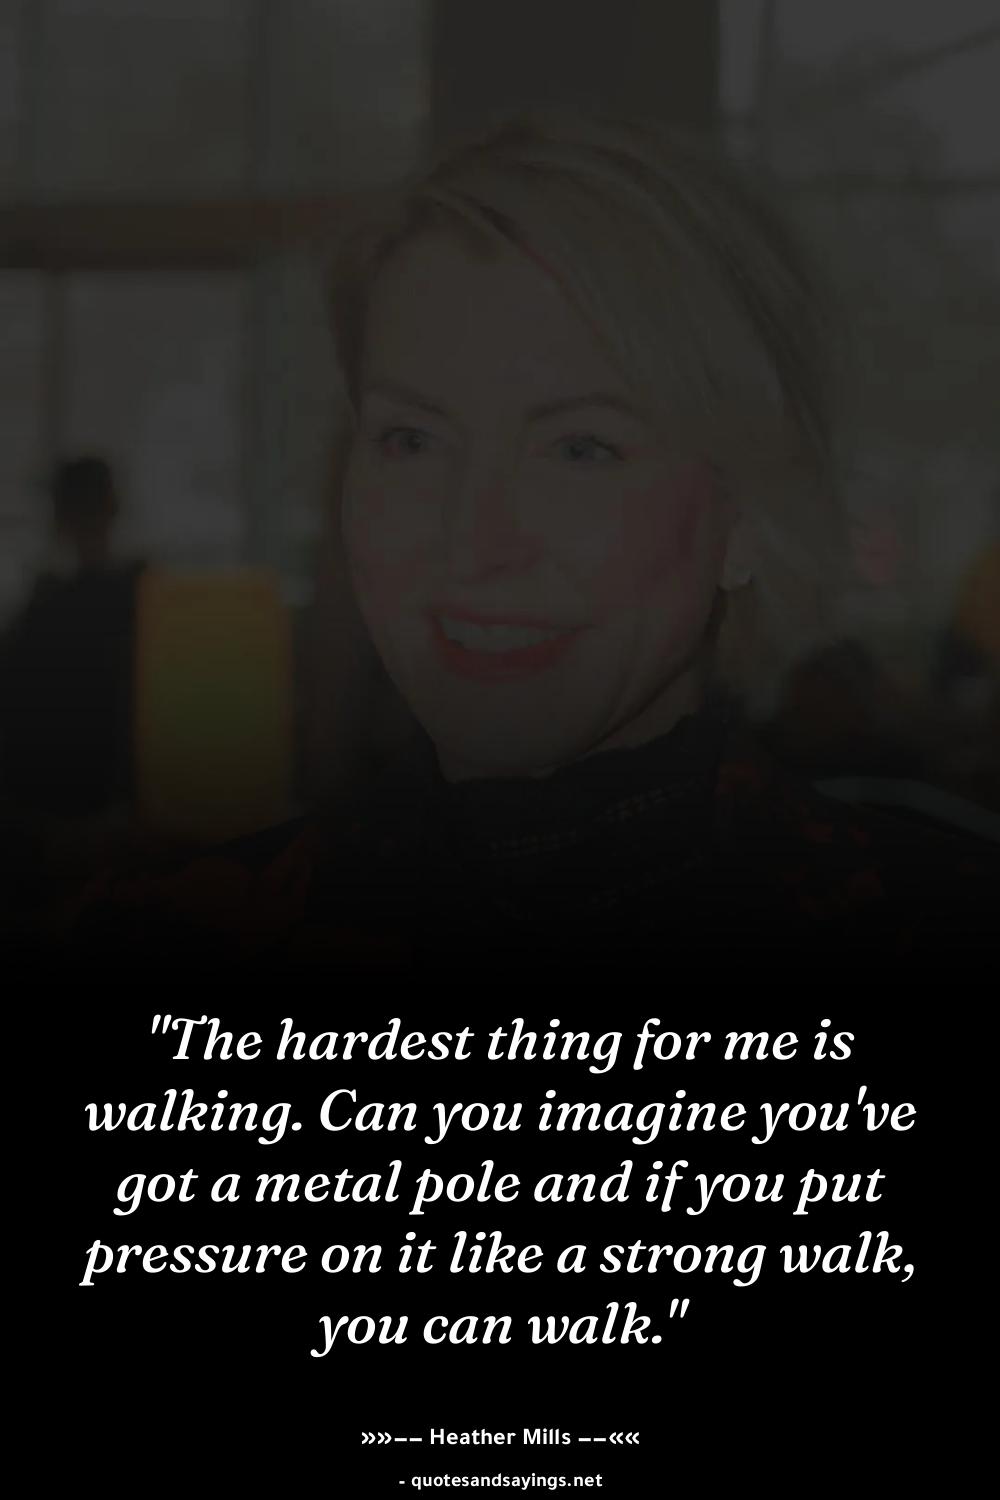 "The hardest thing for me is
walking. Can you imagine you've
got a metal pole and if you put
pressure on it like a strong walk,
you can walk."
»»–– Heather Mills ––««
- quotesandsayings.net